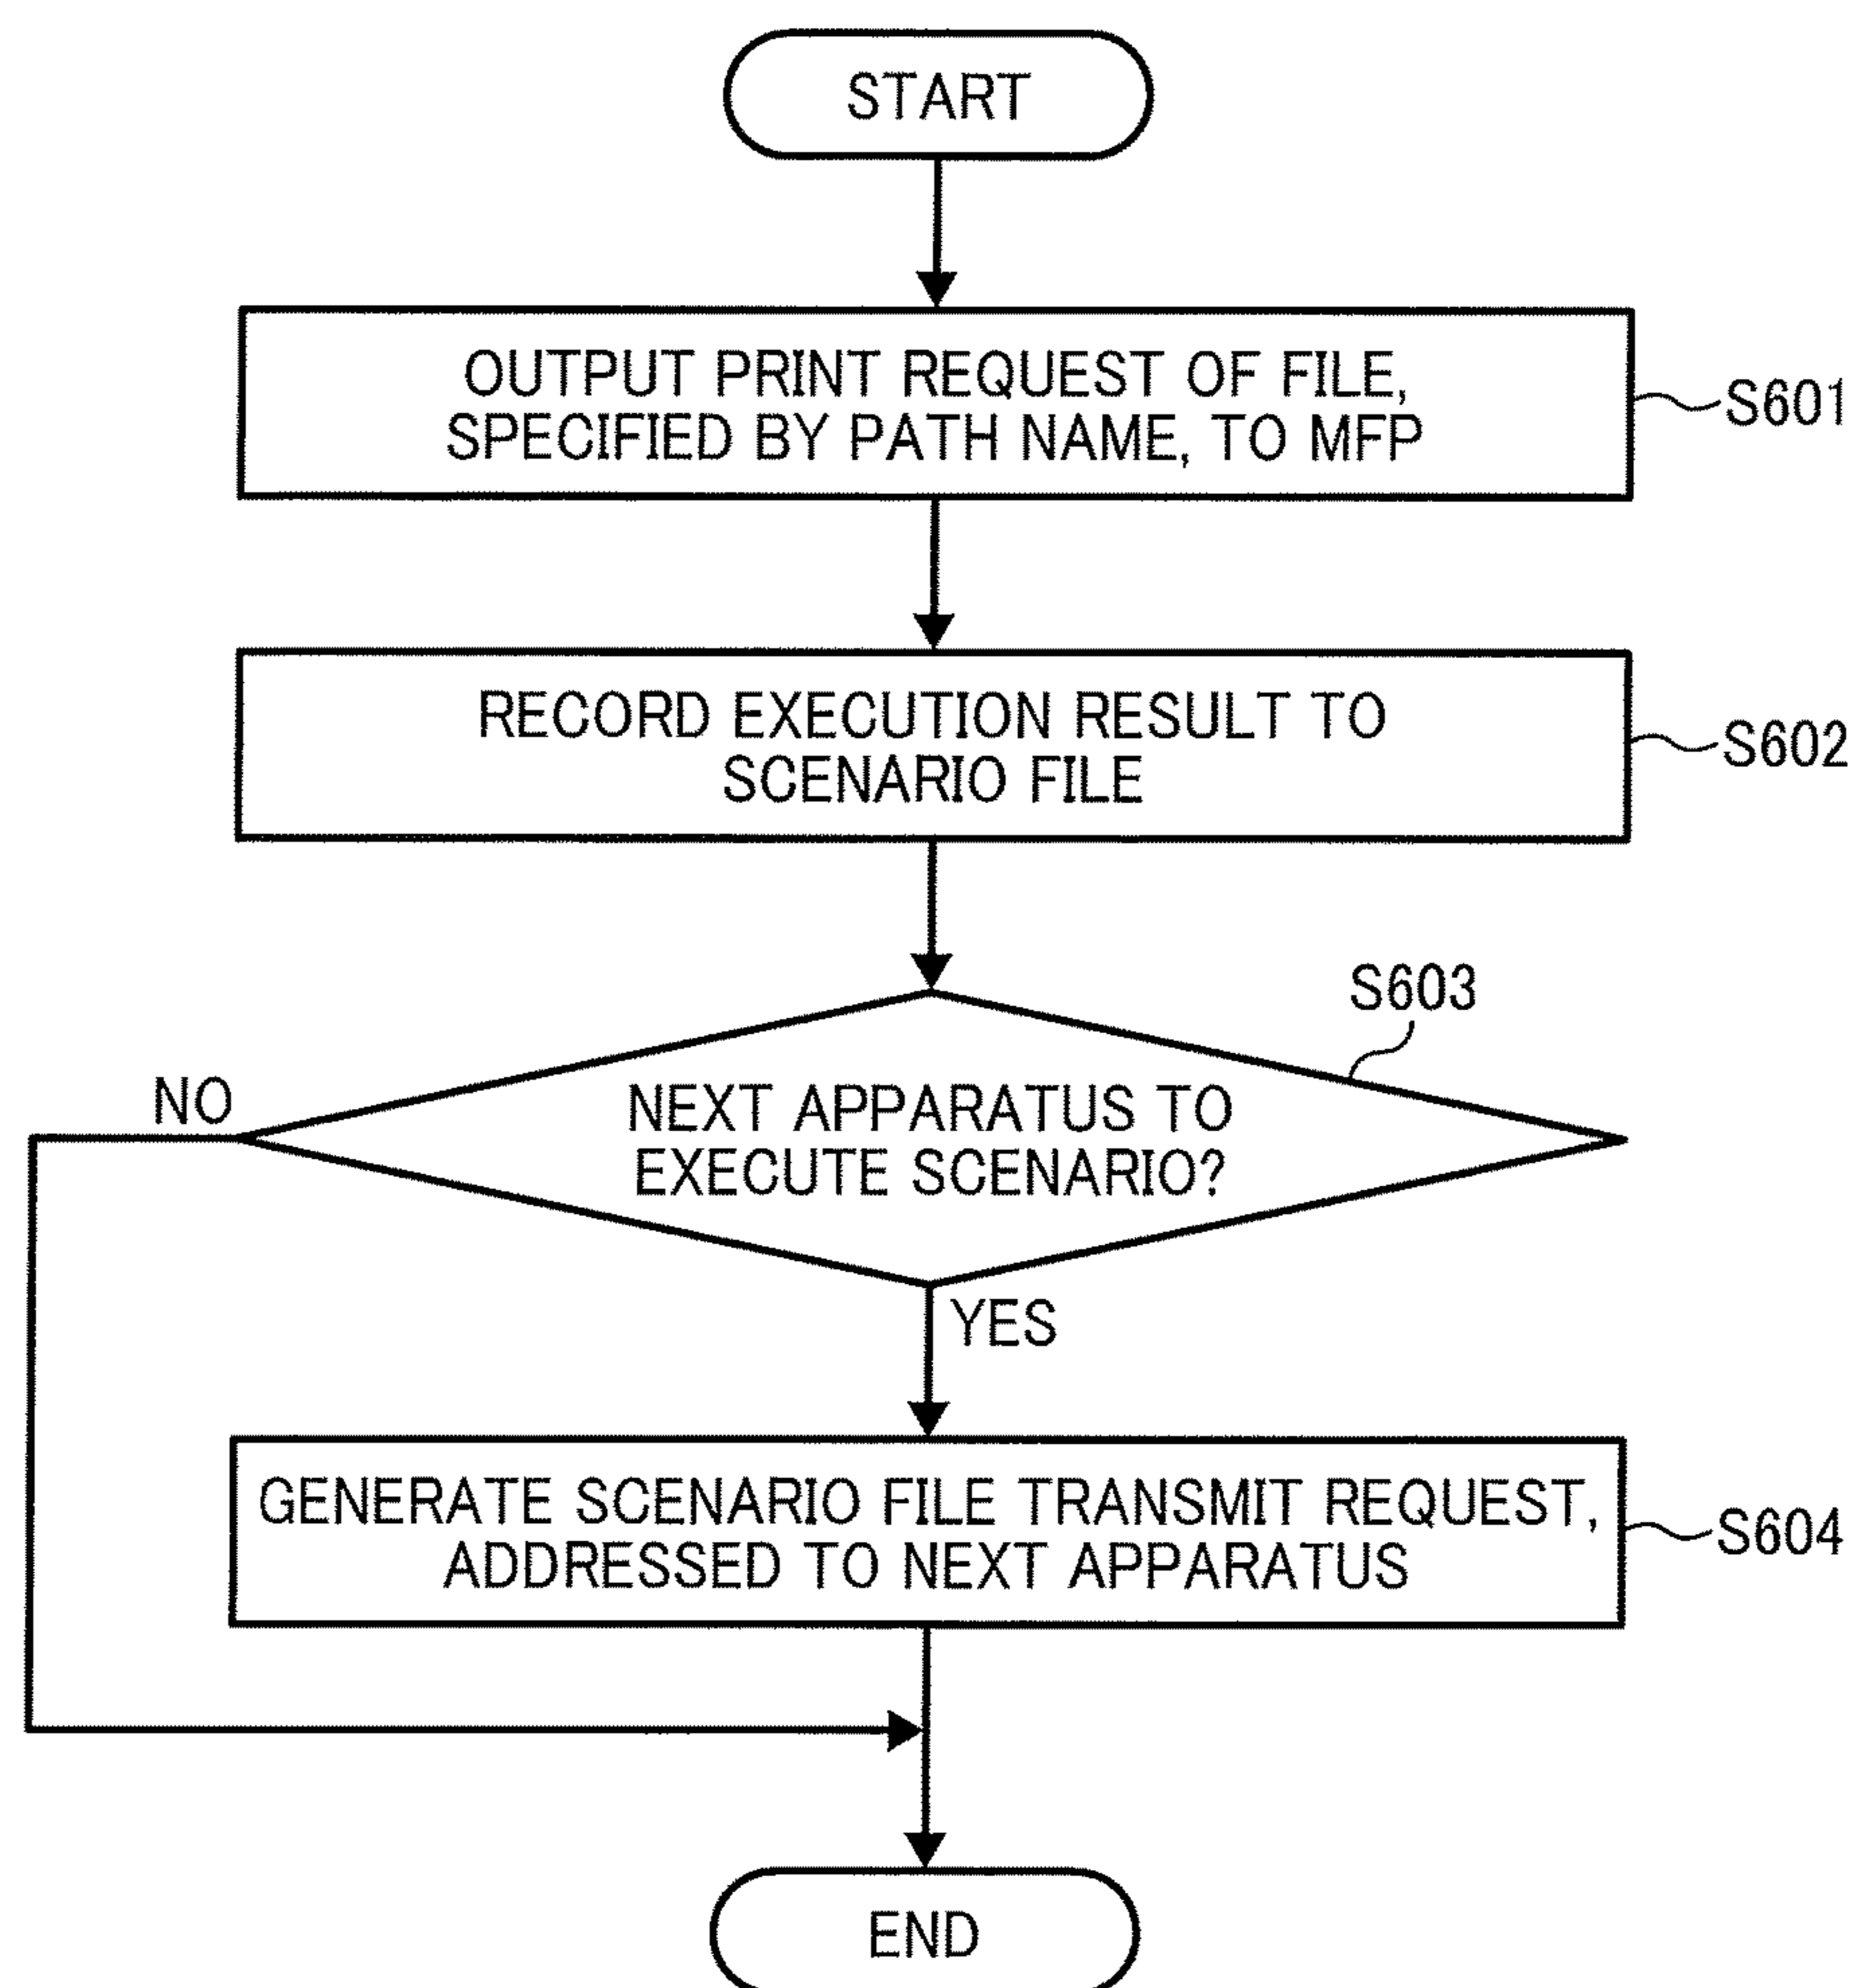 START
OUTPUT PRINT REQUEST OF FILE,
SPECIFIED BY PATH NAME, TO MFP
S601
RECORD EXECUTION RESULT TO
SCENARIO FILE
S602
S603
NEXT APPARATUS TO
EXECUTE SCENARIO?
NO
YES
GENERATE SCENARIO FILE TRANSMIT REQUEST,
ADDRESSED TO NEXT APPARATUS
S604
END